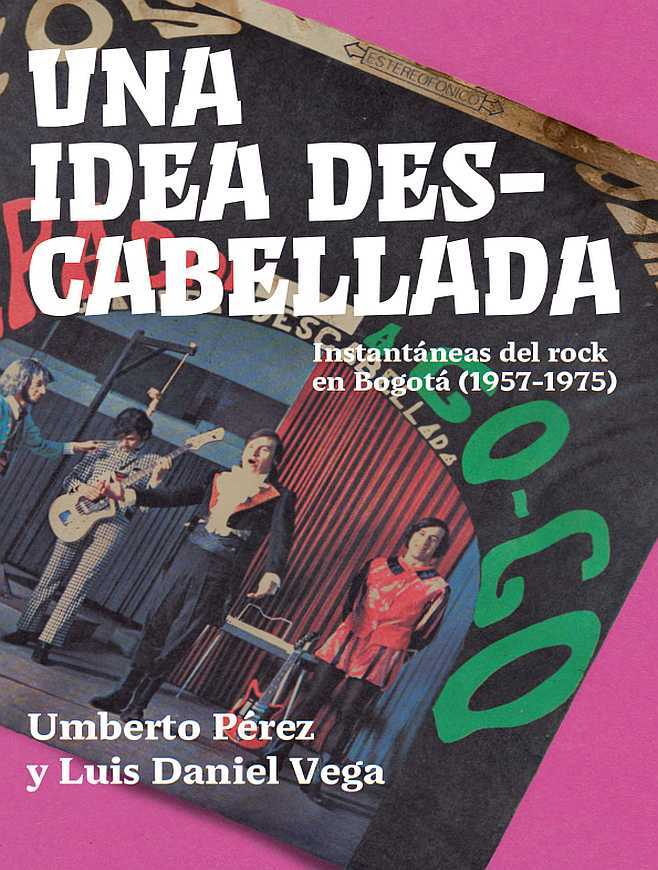 UNA
IDEA DES-
CABELLADA
Instantáneas del rock
en Bogotá (1957-1975)
ESTEREOFONICO
DESCABELLADA
A GO-GO
Umberto Pérez
y Luis Daniel Vega